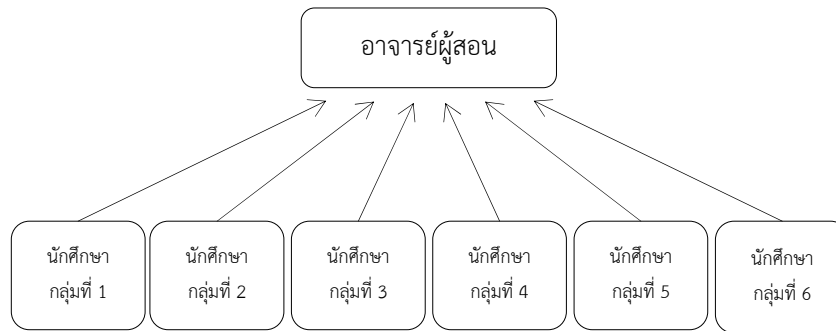 อาจารย์ผู้สอน
นักศึกษา
กลุ่มที่ 1
นักศึกษา
กลุ่มที่ 2
นักศึกษา
กลุ่มที่ 3
นักศึกษา
กลุ่มที่ 4
นักศึกษา
กลุ่มที่ 5
นักศึกษา
กลุ่มที่ 6